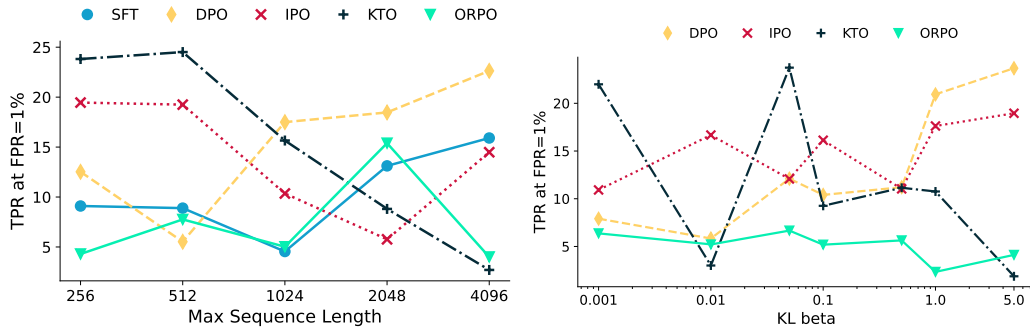 SFT DPO IPO KTO ORPO
TPR at FPR=1%
25
20
15
10
5
256 512 1024 2048 4096
Max Sequence Length
DPO IPO KTO ORPO
TPR at FPR=1%
20
15
10
5
0.001 0.01 0.1 1.0 5.0
KL beta